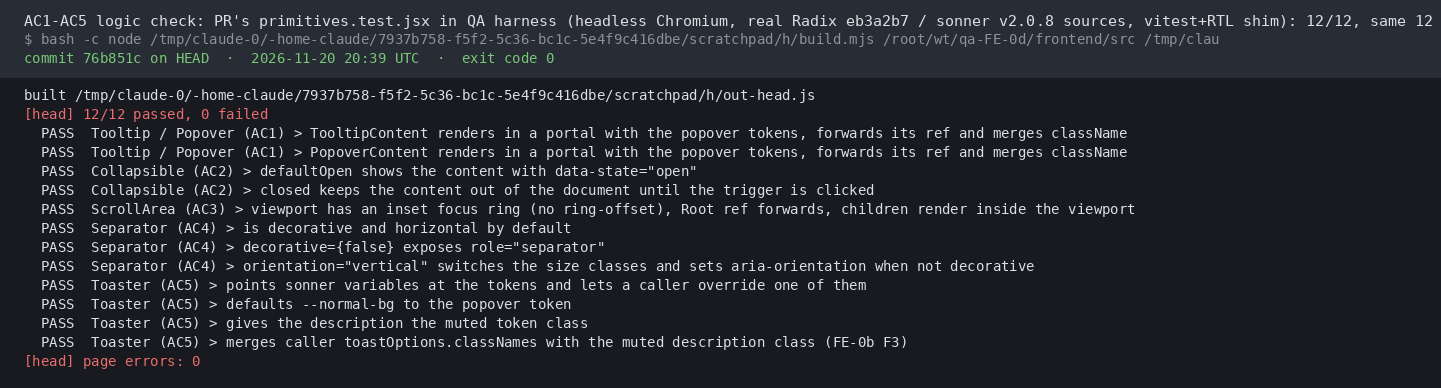 AC1-AC5 logic check: PR's primitives.test.jsx in QA harness (headless Chromium, real Radix eb3a2b7 / sonner v2.0.8 sources, vitest+RTL shim): 12/12, same 12
$ bash -c node /tmp/claude-0/-home-claude/7937b758-f5f2-5c36-bc1c-5e4f9c416dbe/scratchpad/h/build.mjs /root/wt/qa-FE-0d/frontend/src /tmp/clau
commit 76b851c on HEAD · 2026-11-20 20:39 UTC · exit code 0
built /tmp/claude-0/-home-claude/7937b758-f5f2-5c36-bc1c-5e4f9c416dbe/scratchpad/h/out-head.js
[head] 12/12 passed, 0 failed
PASS Tooltip / Popover (AC1) > TooltipContent renders in a portal with the popover tokens, forwards its ref and merges className
PASS Tooltip / Popover (AC1) > PopoverContent renders in a portal with the popover tokens, forwards its ref and merges className
PASS Collapsible (AC2) > defaultOpen shows the content with data-state="open"
PASS Collapsible (AC2) > closed keeps the content out of the document until the trigger is clicked
PASS ScrollArea (AC3) > viewport has an inset focus ring (no ring-offset), Root ref forwards, children render inside the viewport
PASS Separator (AC4) > is decorative and horizontal by default
PASS Separator (AC4) > decorative={false} exposes role="separator"
PASS Separator (AC4) > orientation="vertical" switches the size classes and sets aria-orientation when not decorative
PASS Toaster (AC5) > points sonner variables at the tokens and lets a caller override one of them
PASS Toaster (AC5) > defaults --normal-bg to the popover token
PASS Toaster (AC5) > gives the description the muted token class
PASS Toaster (AC5) > merges caller toastOptions.classNames with the muted description class (FE-0b F3)
[head] page errors: 0